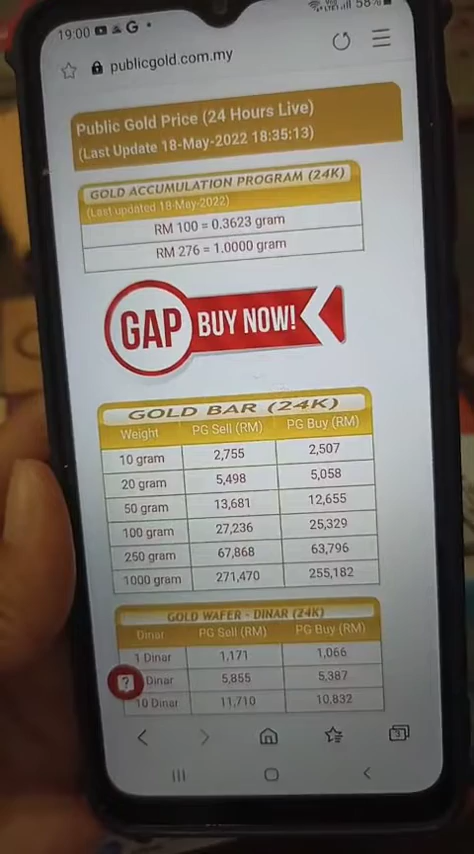 19:00 G •
VoLTE1 58%
publicgold.com.my
Public Gold Price (24 Hours Live)
(Last Update 18-May-2022 18:35:13)
GOLD ACCUMULATION PROGRAM (24K)
(Last updated 18-May-2022)
RM 100 = 0.3623 gram
RM 276 = 1.0000 gram
GAP BUY NOW!
GOLD BAR (24K)
Weight PG Sell (RM) PG Buy (RM)
10 gram 2,755 2,507
20 gram 5,498 5,058
50 gram 13,681 12,655
100 gram 27,236 25,329
250 gram 67,868 63,796
1000 gram 271,470 255,182
GOLD WAFER - DINAR (24K)
Dinar PG Sell (RM) PG Buy (RM)
1 Dinar 1,171 1,066
? Dinar 5,855 5,387
10 Dinar 11,710 10,832
3